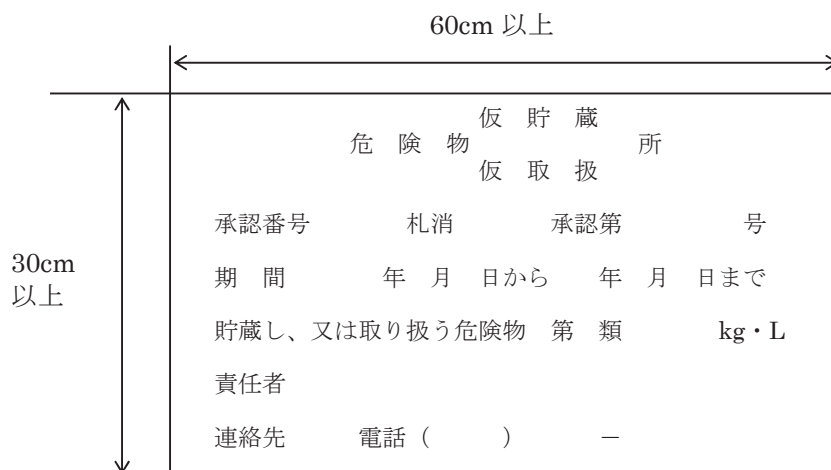 60cm 以上
仮 貯 蔵
危 険 物 所
仮 取 扱
承認番号 札消 承認第 号
30cm
以上
期 間 年 月 日から 年 月 日まで
貯蔵し、又は取り扱う危険物 第 類 kg・L
責任者
連絡先 電話（ ） －